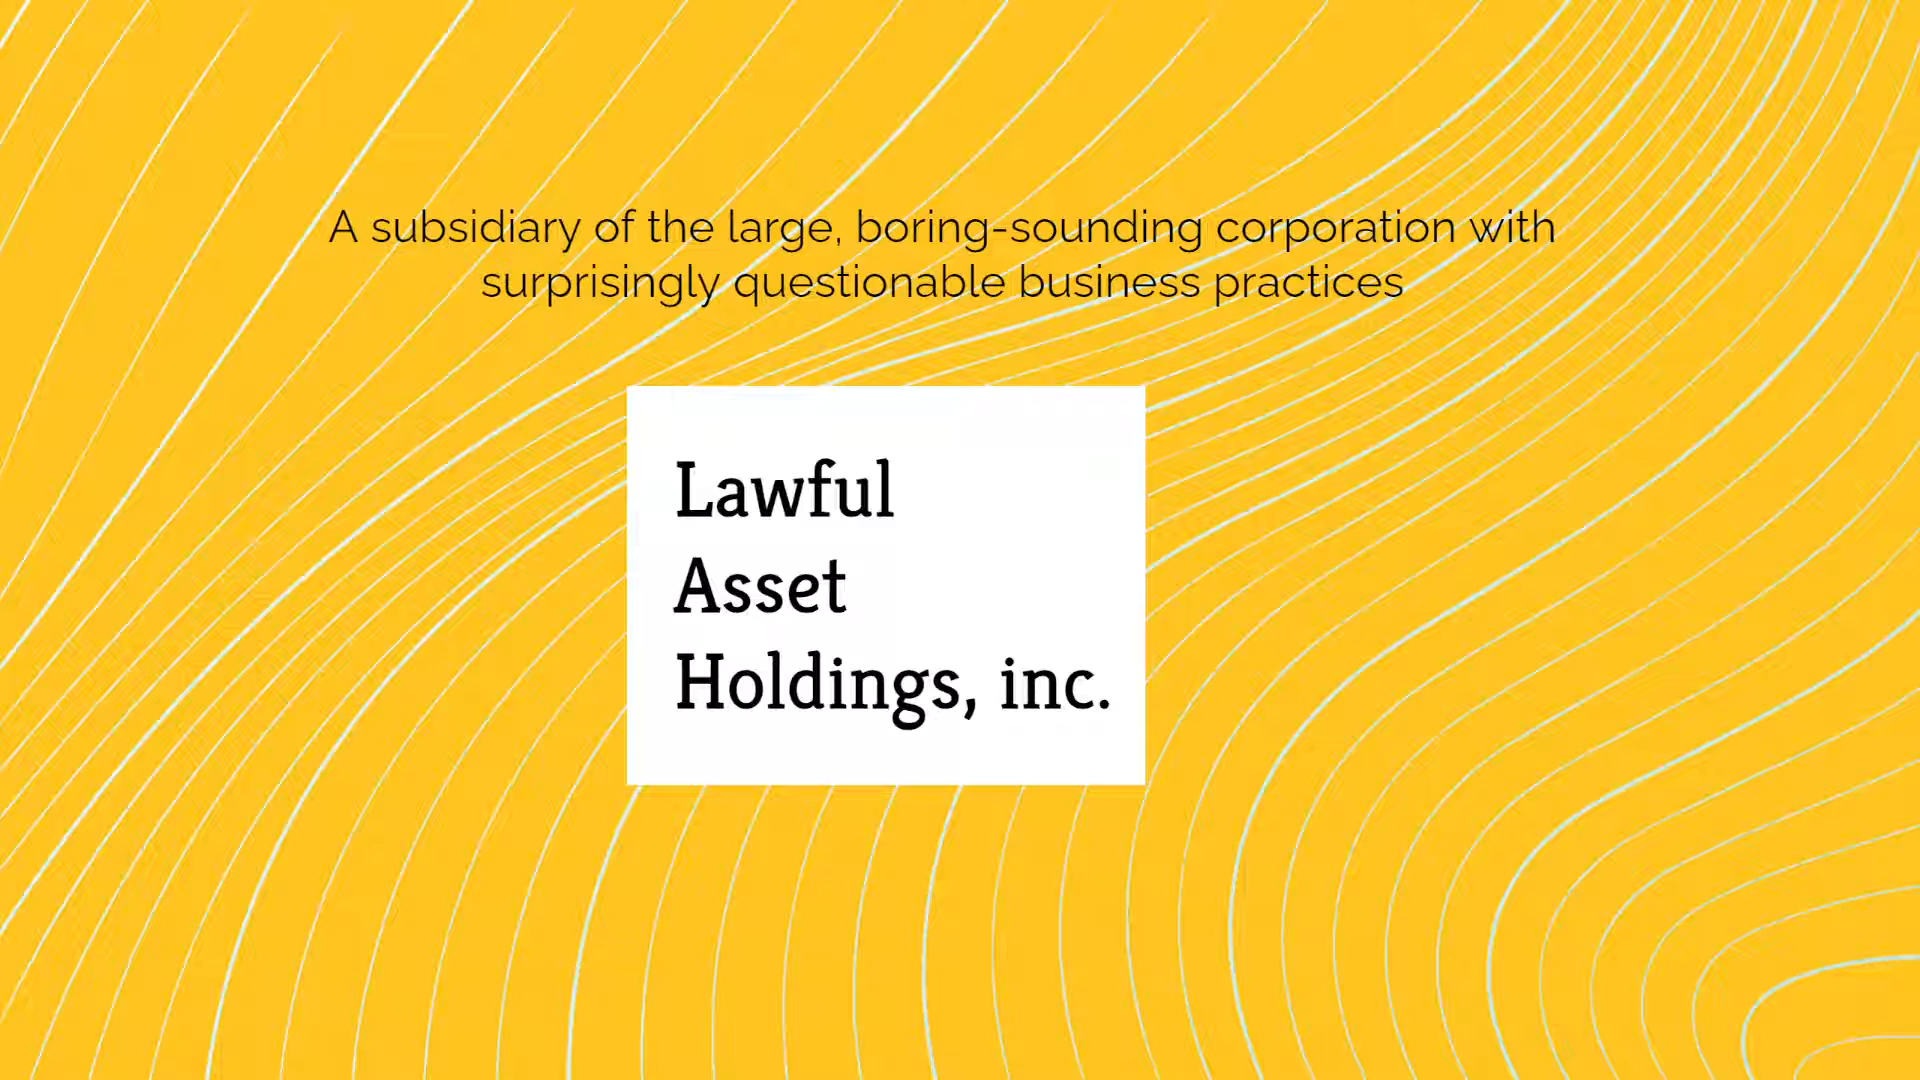 A subsidiary of the large, boring-sounding corporation with
surprisingly questionable business practices
Lawful
Asset
Holdings, inc.